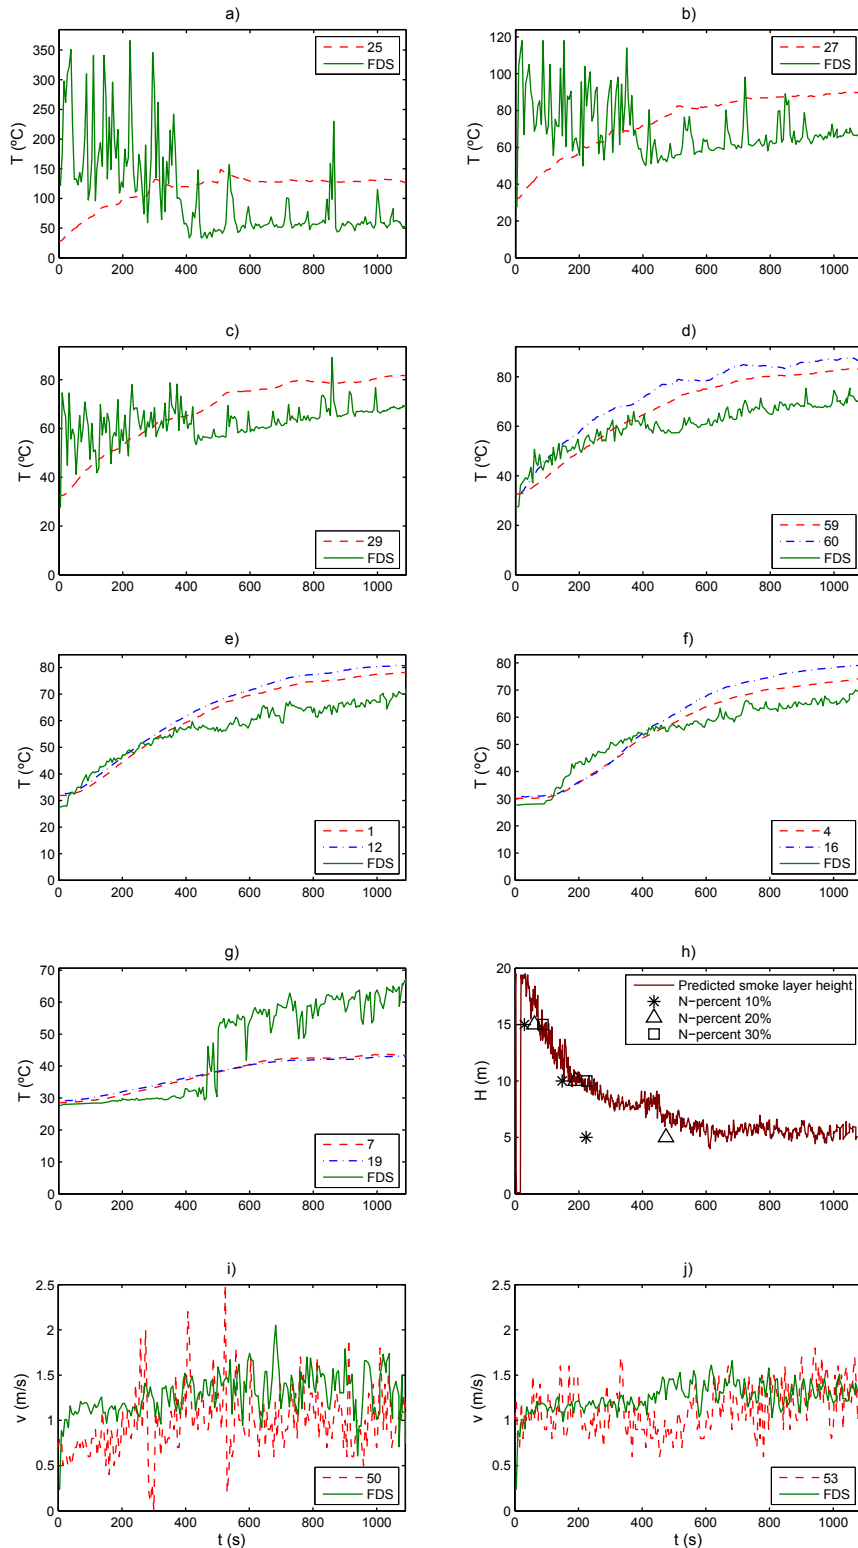 a)
350
300
250
200
150
100
50
0
T (ºC)
0 200 400 600 800 1000
25
FDS
b)
120
100
80
60
40
20
0
T (ºC)
0 200 400 600 800 1000
27
FDS
c)
80
60
40
20
0
T (ºC)
0 200 400 600 800 1000
29
FDS
d)
80
60
40
20
0
T (ºC)
0 200 400 600 800 1000
59
60
FDS
e)
80
70
60
50
40
30
20
10
0
T (ºC)
0 200 400 600 800 1000
1
12
FDS
f)
80
70
60
50
40
30
20
10
0
T (ºC)
0 200 400 600 800 1000
4
16
FDS
g)
70
60
50
40
30
20
10
0
T (ºC)
0 200 400 600 800 1000
7
19
FDS
h)
20
15
10
5
0
H (m)
0 200 400 600 800 1000
Predicted smoke layer height
N−percent 10%
N−percent 20%
N−percent 30%
i)
2.5
2
1.5
1
0.5
0
v (m/s)
0 200 400 600 800 1000
t (s)
50
FDS
j)
2.5
2
1.5
1
0.5
0
v (m/s)
0 200 400 600 800 1000
t (s)
53
FDS